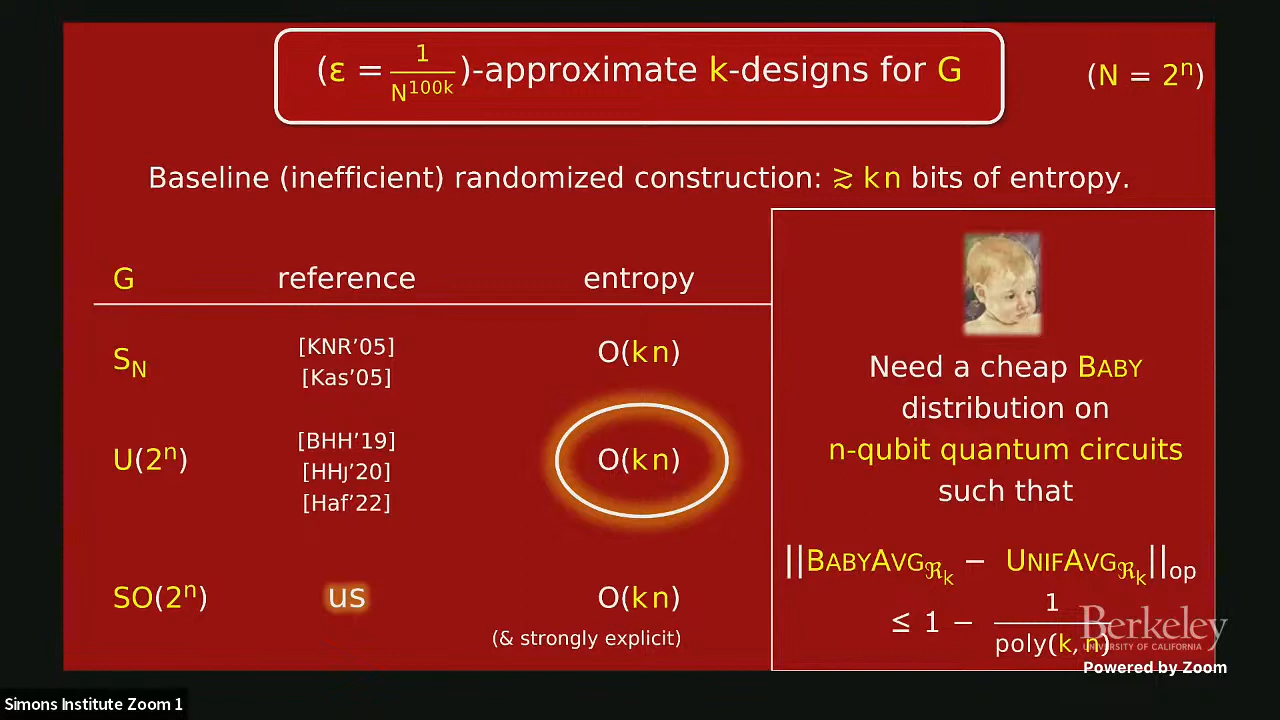 (ε = 1/N^100k)-approximate k-designs for G
(N = 2^n)
Baseline (inefficient) randomized construction: ≳ kn bits of entropy.
G reference entropy
S_N [KNR’05] O(kn)
[Kas’05]
U(2^n) [BHH’19] O(kn)
[HHJ’20]
[Haf’22]
SO(2^n) us O(kn)
(& strongly explicit)
Need a cheap BABY
distribution on
n-qubit quantum circuits
such that
||BABYAVG_ℜk − UNIFAVG_ℜk||op
≤ 1 − 1/poly(k,n)
Berkeley
UNIVERSITY OF CALIFORNIA
Powered by Zoom
Simons Institute Zoom 1